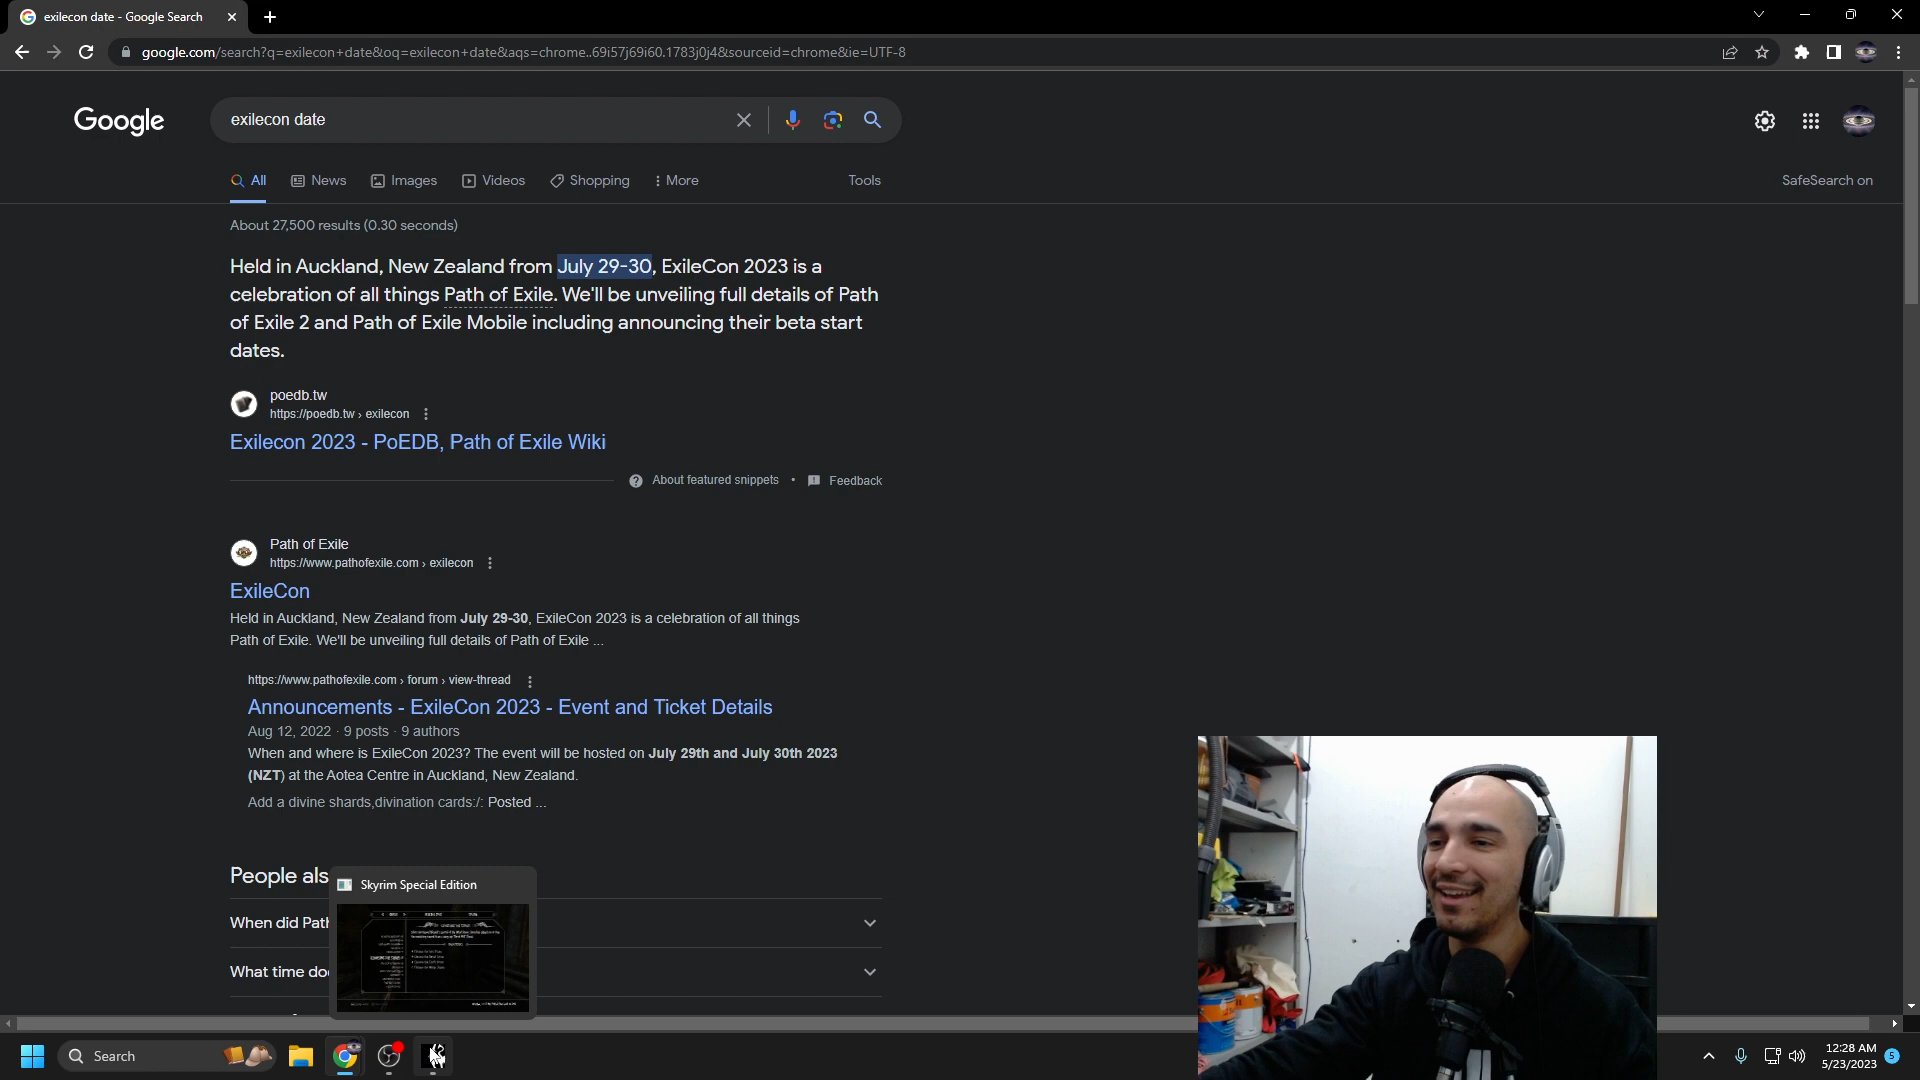 exilecon date - Google Search
google.com/search?q=exilecon+date&oq=exilecon+date&aqs=chrome..69i57j69i60.1783j0j4&sourceid=chrome&ie=UTF-8
Google
exilecon date
All
News
Images
Videos
Shopping
More
Tools
SafeSearch on
About 27,500 results (0.30 seconds)
Held in Auckland, New Zealand from July 29-30, ExileCon 2023 is a
celebration of all things Path of Exile. We'll be unveiling full details of Path
of Exile 2 and Path of Exile Mobile including announcing their beta start
dates.
poedb.tw
https://poedb.tw › exilecon
Exilecon 2023 - PoEDB, Path of Exile Wiki
About featured snippets • Feedback
Path of Exile
https://www.pathofexile.com › exilecon
ExileCon
Held in Auckland, New Zealand from July 29-30, ExileCon 2023 is a celebration of all things
Path of Exile. We'll be unveiling full details of Path of Exile ...
https://www.pathofexile.com › forum › view-thread
Announcements - ExileCon 2023 - Event and Ticket Details
Aug 12, 2022 · 9 posts · 9 authors
When and where is ExileCon 2023? The event will be hosted on July 29th and July 30th 2023
(NZT) at the Aotea Centre in Auckland, New Zealand.
Add a divine shards,divination cards:/: Posted ...
People als
Skyrim Special Edition
When did Path
What time do
Search
12:28 AM
5/23/2023
5